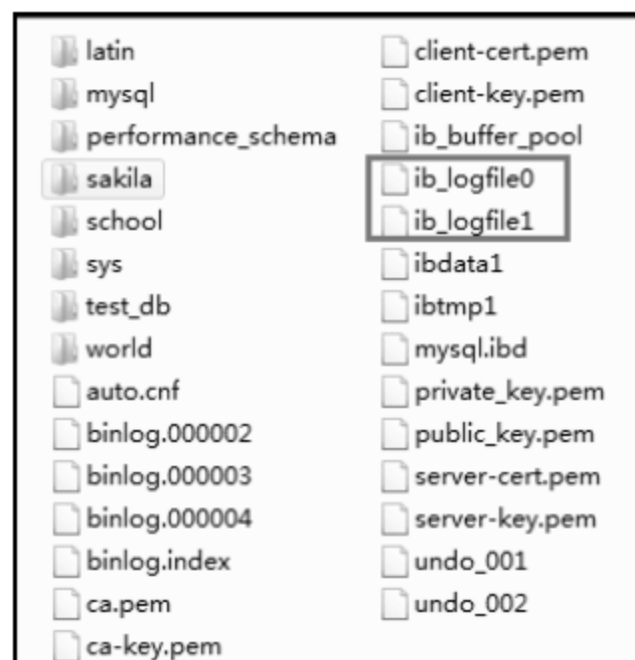 latin
mysql
performance_schema
sakila
school
sys
test_db
world
auto.cnf
binlog.000002
binlog.000003
binlog.000004
binlog.index
ca.pem
ca-key.pem
client-cert.pem
client-key.pem
ib_buffer_pool
ib_logfile0
ib_logfile1
ibdata1
ibtmp1
mysql.ibd
private_key.pem
public_key.pem
server-cert.pem
server-key.pem
undo_001
undo_002